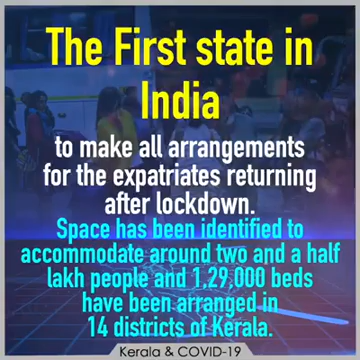 The First state in
India
to make all arrangements
for the expatriates returning
after lockdown.
Space has been identified to
accommodate around two and a half
lakh people and 1,29,000 beds
have been arranged in
14 districts of Kerala.
Kerala & COVID-19